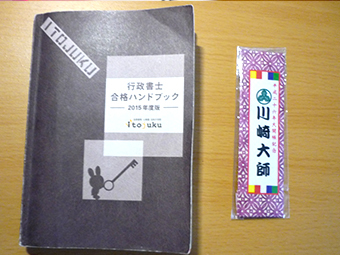 ITOJUKU
行政書士
合格ハンドブック
2015年度版
itojuku
川崎大師